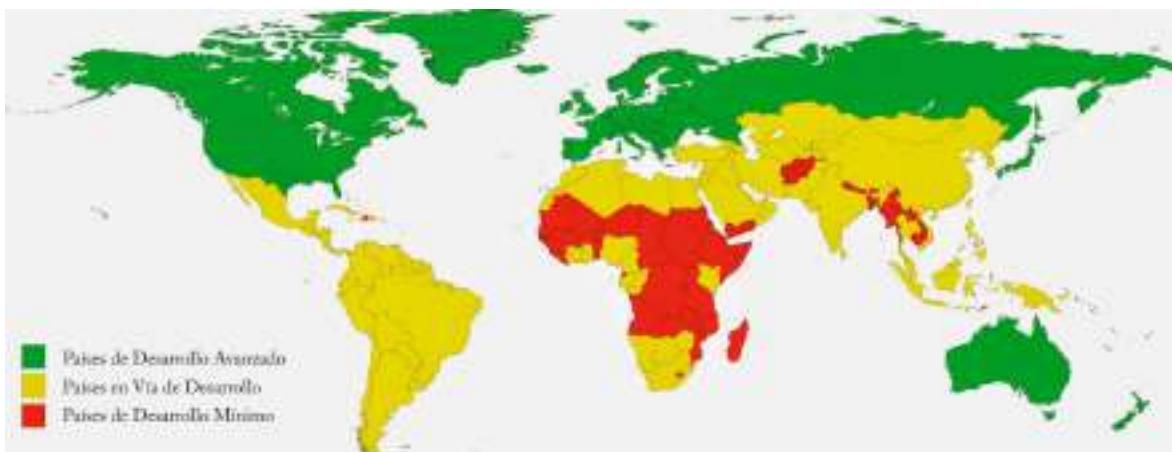 Países de Desarrollo Avanzado
Países en Vía de Desarrollo
Países de Desarrollo Mínimo